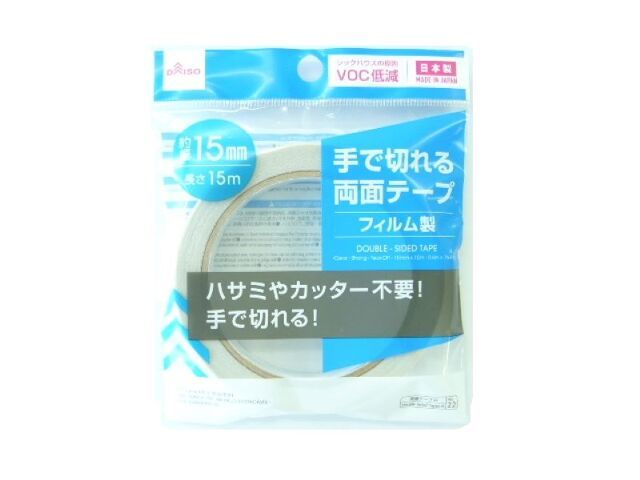 DAISO
シックハウスの原因
VOC低減
日本製
MADE IN JAPAN
約幅15mm
長さ15m
手で切れる
両面テープ
フィルム製
DOUBLE - SIDED TAPE
ハサミやカッター不要!
手で切れる!